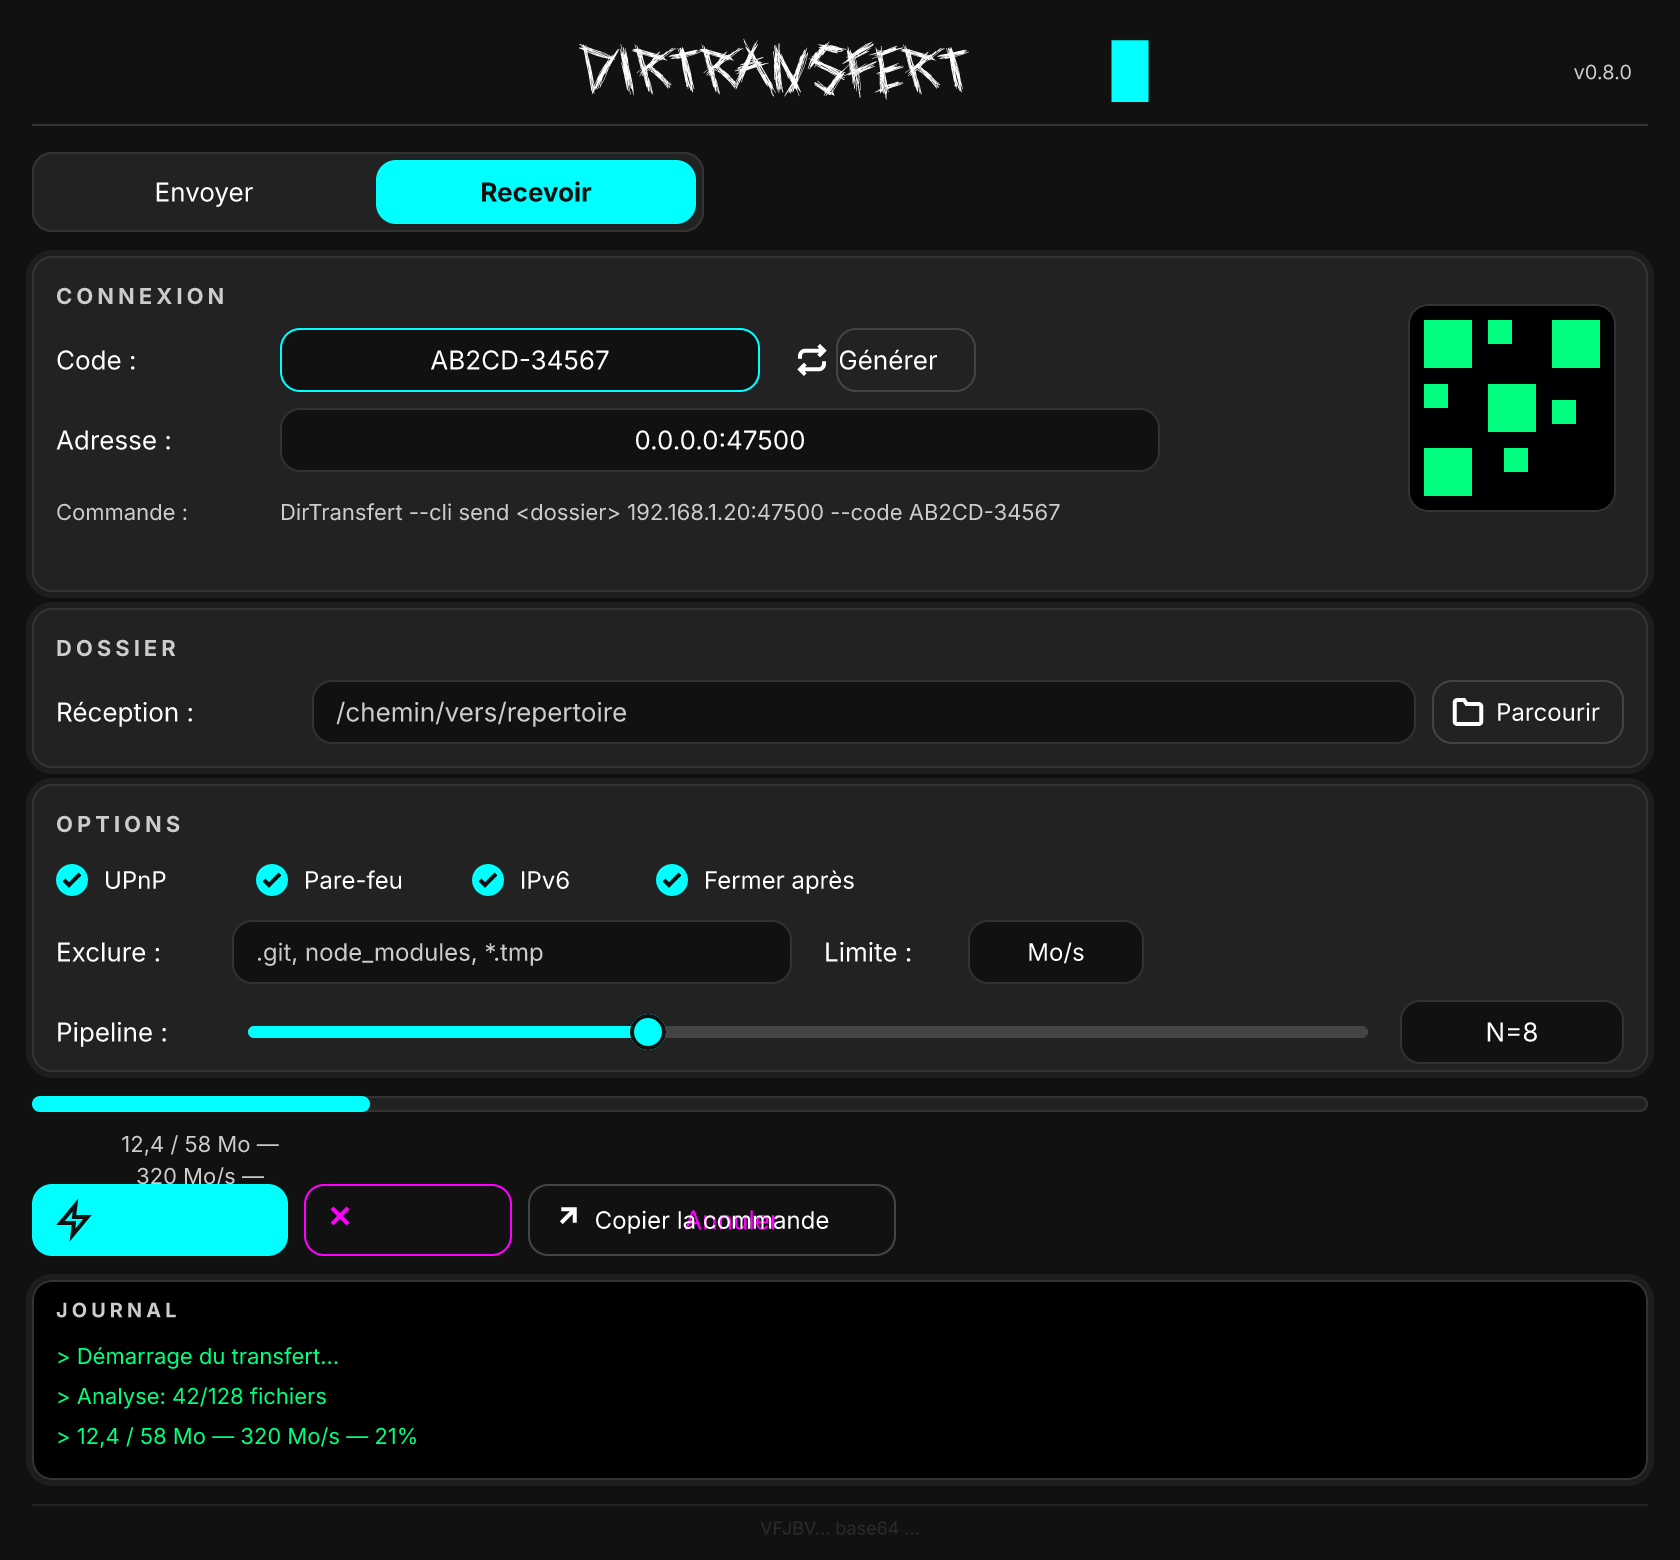 DIRTRANSFERT
v0.8.0
Envoyer
Recevoir
CONNEXION
Code :
AB2CD-34567
Générer
Adresse :
0.0.0.0:47500
Commande :
DirTransfert --cli send <dossier> 192.168.1.20:47500 --code AB2CD-34567
DOSSIER
Réception :
/chemin/vers/repertoire
Parcourir
OPTIONS
UPnP
Pare-feu
IPv6
Fermer après
Exclure :
.git, node_modules, *.tmp
Limite :
Mo/s
Pipeline :
N=8
12,4 / 58 Mo —
320 Mo/s —
Copier la commande
Annuler
JOURNAL
> Démarrage du transfert...
> Analyse: 42/128 fichiers
> 12,4 / 58 Mo — 320 Mo/s — 21%
VFJBV... base64 ...